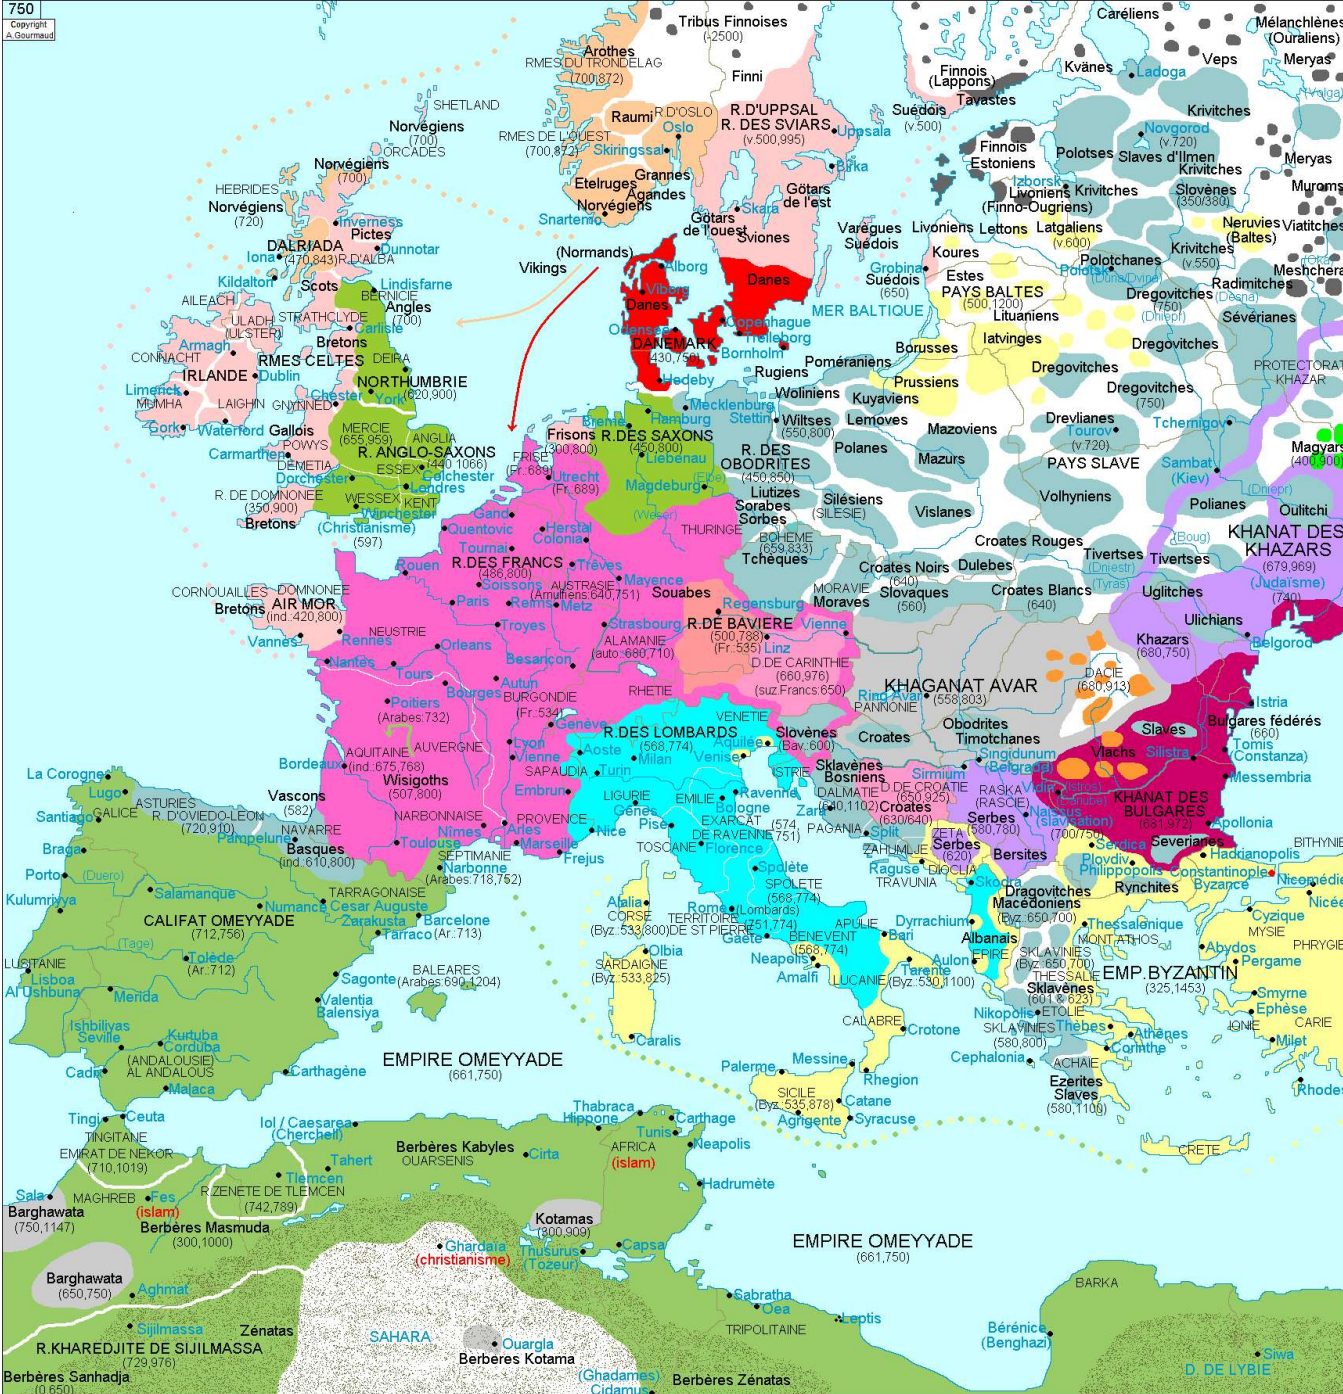 750
Copyright
A.Gourmaud
Tribus Finnoises
(-2500)
Finni
Arothes
RMES DU TRONDELAG
(700,872)
Raumi
R.D'OSLO
Oslo
RMES DE L'OUEST
(700,872)
Skiringssal
Grannes
Etelruges
Agandes
Norvégiens
Snartemo
R.D'UPPSAL
R. DES SVIARS
(v.500,995)
Uppsala
Birka
Götars
de l'est
Skara
Götars
de l'ouest
Sviones
Caréliens
Mélanchlènes
(Ouraliens)
Veps
Meryas
Kvänes
Ladoga
Finnois
(Lappons)
Tavastes
Suédois
(v.500)
(Volga)
Krivitches
Novgorod
(v.720)
Finnois
Estoniens
Polotses
Slaves d'Ilmen
Krivitches
Meryas
Izborsk
Livoniens
(Finno-Ougriens)
Krivitches
Slovènes
(350/380)
Muroms
Varègues
Suédois
Livoniens
Lettons
Latgaliens
(v.600)
Neruvies
(Baltes)
Viatitches
Krivitches
(v.550)
Koures
Grobina
Suédois
(650)
Polotchanes
Polotsk
(Duna/Dvine)
(Oka)
Meshchera
Estes
PAYS BALTES
(500,1200)
Dregovitches
(750)
(Dniepr)
Radimitches
(Desna)
Séverianes
Lituaniens
Iatvinges
Dregovitches
Borusses
Dregovitches
Prussiens
Dregovitches
(750)
PROTECTORAT
KHAZAR
SHETLAND
Norvégiens
(700)
ORCADES
Norvégiens
(700)
HEBRIDES
Norvégiens
(720)
Inverness
Pictes
Dunnotar
DALRIADA
(470,843)
R.D'ALBA
Iona
Kildalton
Scots
Lindisfarne
BERNICIE
Angles
(700)
AILEACH
ULADH
(ULSTER)
STRATHCLYDE
Carlisle
Bretons
Armagh
DEIRA
CONNACHT
RMES CELTES
IRLANDE
Dublin
NORTHUMBRIE
(620,900)
York
Limerick
MUMHA
LAIGHIN
GNYNNED
Chester
Cork
Waterford
Gallois
MERCIE
(655,959)
ANGLIA
POWYS
Carmarthen
DEMETIA
R. ANGLO-SAXONS
(440 1066)
ESSEX
Colchester
Dorchester
Londres
R. DE DOMNONEE
(350,900)
Bretons
WESSEX
KENT
Winchester
(Christianisme)
(597)
(Normands)
Vikings
Alborg
Viborg
Danes
Danes
MER BALTIQUE
Odensee
Copenhague
DANEMARK
(430,750)
Trelleborg
Bornholm
Hedeby
Rugiens
Poméraniens
Woliniens
Kuyaviens
Mecklenburg
Stettin
Wiltses
(550,800)
Lemoves
Mazoviens
Drevlianes
Tourov
(v.720)
Tchernigov
Magyars
(400,900)
Polanes
Mazurs
PAYS SLAVE
Sambat
(Kiev)
Brême
Hamburg
Frisons
(300,800)
R.DES SAXONS
(450,800)
Liebenau
FRISE
(Fr.689)
Utrecht
(Fr. 689)
Magdeburg
(Elbe)
(Weser)
R. DES
OBODRITES
(450,850)
Liutizes
Sorabes
Sorbes
Silésiens
(SILESIE)
Vislanes
Volhyniens
(Dniepr)
Polianes
Oulitchi
KHANAT DES
KHAZARS
(679,969)
(Judaïsme)
(740)
Gand
Quentovic
Herstal
Colonia
THURINGE
BOHEME
(659,833)
Tchèques
Croates Rouges
(Boug)
Tournai
R.DES FRANCS
(486,800)
Rouen
Trêves
Tivertses
(Dniestr)
(Tyras)
Tivertses
Croates Noirs
(640)
Dulebes
Soissons
AUSTRASIE
(Arnulfiens:640,751)
Mayence
Souabes
MORAVIE
Moraves
Slovaques
(560)
Croates Blancs
(640)
Uglitches
CORNOUAILLES
DOMNONEE
Bretons
AIR MOR
(ind.:420,800)
Paris
Reims
Metz
Regensburg
R.DE BAVIERE
(500,788)
(Fr.:535)
Vienne
Linz
Ulichians
Khazars
(680,750)
Belgorod
Vannes
Rennes
NEUSTRIE
Troyes
Strasbourg
ALAMANIE
(auto.:680,710)
Orleans
Nantes
Tours
Besançon
D.DE CARINTHIE
(660,976)
(suz.Francs:650)
KHAGANAT AVAR
(558,803)
Ring Avar
PANNONIE
DACIE
(680,913)
Bourges
Autun
Poitiers
(Arabes:732)
BURGONDIE
(Fr.:534)
RHETIE
Genève
VENETIE
R.DES LOMBARDS
(568,774)
Istria
Bulgares fédérés
(660)
Tomis
(Constanza)
AQUITAINE
(ind.:675,768)
AUVERGNE
Lyon
Vienne
Aoste
Milan
Aquilée
Venise
Slovènes
(Bav.:600)
Croates
Obodrites
Timotchanes
Slaves
Bordeaux
Wisigoths
(507,800)
SAPAUDIA
Turin
ISTRIE
Sklavènes
Bosniens
Singidunum
(Belgrade)
Sirmium
Vlachs
Silistra
Messembria
La Corogne
Lugo
Embrun
LIGURIE
EMILIE
Ravenne
Bologne
DALMATIE
(640,1102)
D.DE CROATIE
(650,925)
Croates
(630/640)
RASKA
(RASCIE)
Vidin
(Istros)
(Danube)
KHANAT DES
BULGARES
(681,972)
ASTURIES
R. D'OVIEDO-LEON
(720,910)
Vascons
(582)
Santiago
GALICE
Gênes
Pise
Zara
PAGANIA
Split
Serbes
(580,780)
Naissus
(Slavisation)
(700/750)
Apollonia
NARBONNAISE
PROVENCE
Nîmes
Arles
Nice
EXARCAT
DE RAVENNE
(574
751)
TOSCANE
Florence
NAVARRE
Pampelune
Basques
(ind.:610,800)
Toulouse
Marseille
Frejus
ZAHLMLJE
ZETA
Serbes
(620)
Bersites
Serdica
Severianes
Hadrianopolis
BITHYNIE
Braga
SEPTIMANIE
Narbonne
(Arabes:718,752)
Spolète
Raguse
TRAVUNIA
DIOCLIA
Plovdiv
Philippopolis
Constantinople
Byzance
Nicomédie
Porto
(Duero)
SPOLETE
(568,774)
Skodra
Rynchites
Salamanque
TARRAGONAISE
Cesar Auguste
Zarakusta
Numance
Ajalia
CORSE
(Byz.:533,800)
TERRITOIRE
DE ST PIERRE
Rome
(Lombards)
(751,774)
Dragovitches
Macédoniens
(Byz.:650,700)
Nicée
Kulumriyya
CALIFAT OMEYYADE
(712,756)
Barcelone
Tarraco
(Ar.:713)
Gaète
APULIE
Bari
Dyrrachium
Thessalonique
Cyzique
MYSIE
(Tage)
Tolède
(Ar.:712)
Olbia
SARDAIGNE
(Byz.:533,825)
Neapolis
Amalfi
BENEVENT
(568,774)
Albanais
EPIRE
MONT ATHOS
Abydos
Pergame
PHRYGIE
LUSITANIE
Lisboa
Al Ushbuna
Merida
Sagonte
BALEARES
(Arabes:690,1204)
LUCANIE
Tarente
(Byz.:530,1100)
Aulon
SKLAVINIES
(Byz.:650,700)
THESSALIE
EMP.BYZANTIN
(325,1453)
Sklavènes
(601 & 623)
Smyrne
Ephèse
Valentia
Balensiya
Nikopolis
ETOLIE
SKLAVINIES
(580,800)
Thèbes
IONIE
CARIE
Ishbiliyas
Seville
Kurtuba
Corduba
(ANDALOUSIE)
AL ANDALOUS
Caralis
CALABRE
Crotone
Athènes
Corinthe
Milet
Cadiz
Carthagène
Malaca
EMPIRE OMEYYADE
(661,750)
Messine
Palerme
Rhegion
Cephalonia
ACHAIE
Ezerites
Slaves
(580,1100)
Rhodes
SICILE
(Byz.:535,878)
Catane
Agrigente
Syracuse
CRETE
Tingi
Ceuta
TINGITANE
EMIRAT DE NEKOR
(710,1019)
Iol / Caesarea
(Cherchell)
Thabraca
Hippone
Carthage
Tunis
Neapolis
Berbères Kabyles
OUARSENIS
Cirta
AFRICA
(islam)
Tahert
Tlemcen
R.ZENETE DE TLEMCEN
(742,789)
Hadrumète
Sala
MAGHREB
Fes
(islam)
Barghawata
(750,1147)
Berbères Masmuda
(300,1000)
Kotamas
(300,909)
Ghardaïa
(christianisme)
Thusurus
(Tozeur)
Capsa
EMPIRE OMEYYADE
(661,750)
Barghawata
(650,750)
Aghmat
Sabratha
Oea
Leptis
BARKA
TRIPOLITAINE
Sijilmassa
Zénatas
R.KHAREDJITE DE SIJILMASSA
(729,976)
SAHARA
Ouargla
Berberes Kotama
Bérénice
(Benghazi)
Siwa
D. DE LYBIE
Berbères Sanhadja
(0,650)
(Ghadames)
Cidamus
Berbères Zénatas